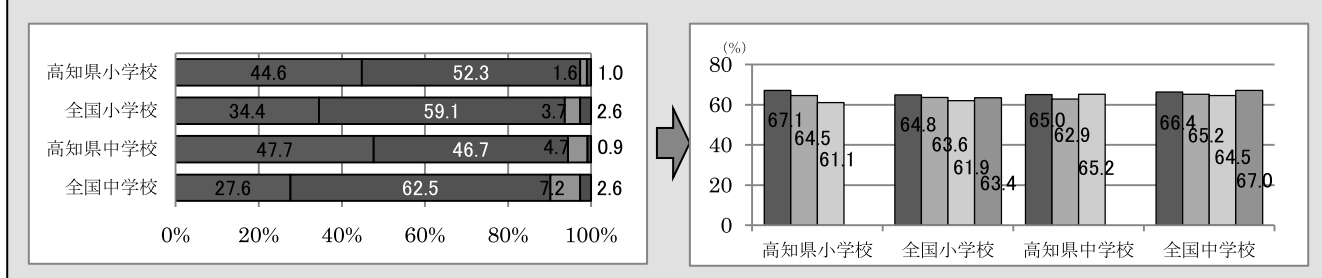 高知県小学校 44.6 52.3 1.6 1.0
全国小学校 34.4 59.1 3.7 2.6
高知県中学校 47.7 46.7 4.7 0.9
全国中学校 27.6 62.5 7.2 2.6
0% 20% 40% 60% 80% 100%
(%)
80
60
40
20
0
67.1 64.5 61.1
64.8 63.6 61.9 63.4
65.0 62.9 65.2
66.4 65.2 64.5 67.0
高知県小学校 全国小学校 高知県中学校 全国中学校